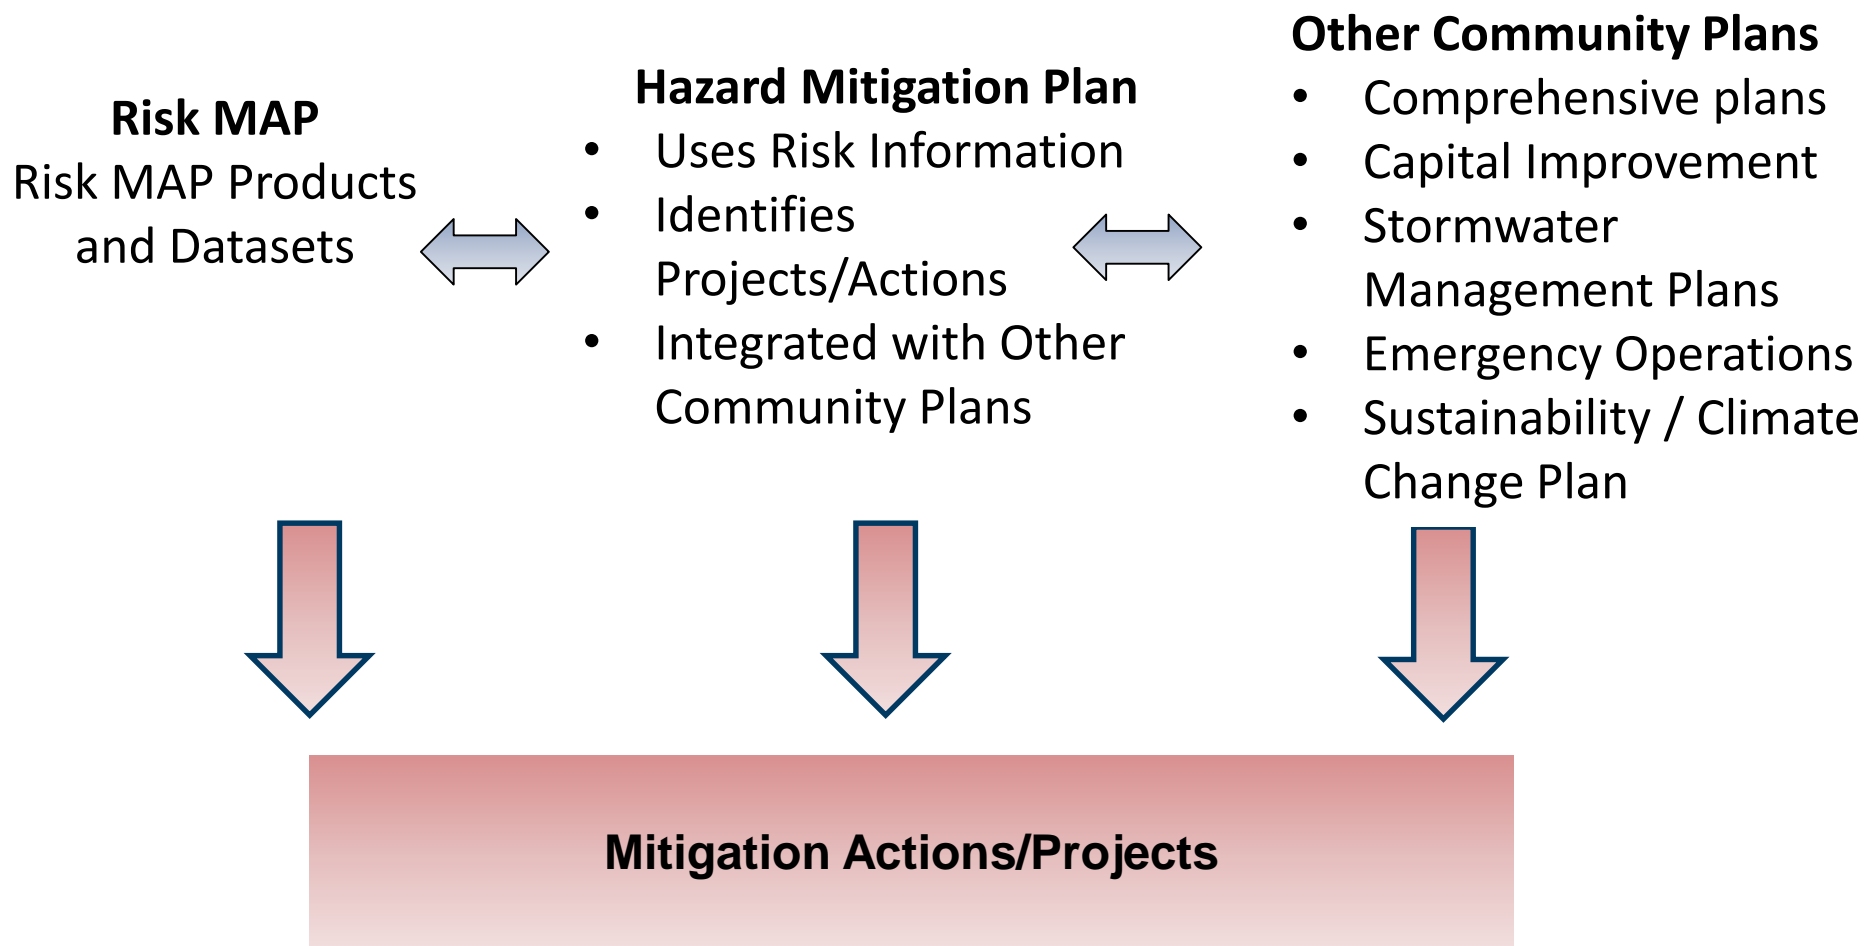 Risk MAP
Risk MAP Products
and Datasets
Hazard Mitigation Plan
• Uses Risk Information
• Identifies
Projects/Actions
• Integrated with Other
Community Plans
Other Community Plans
• Comprehensive plans
• Capital Improvement
• Stormwater
Management Plans
• Emergency Operations
• Sustainability / Climate
Change Plan
Mitigation Actions/Projects